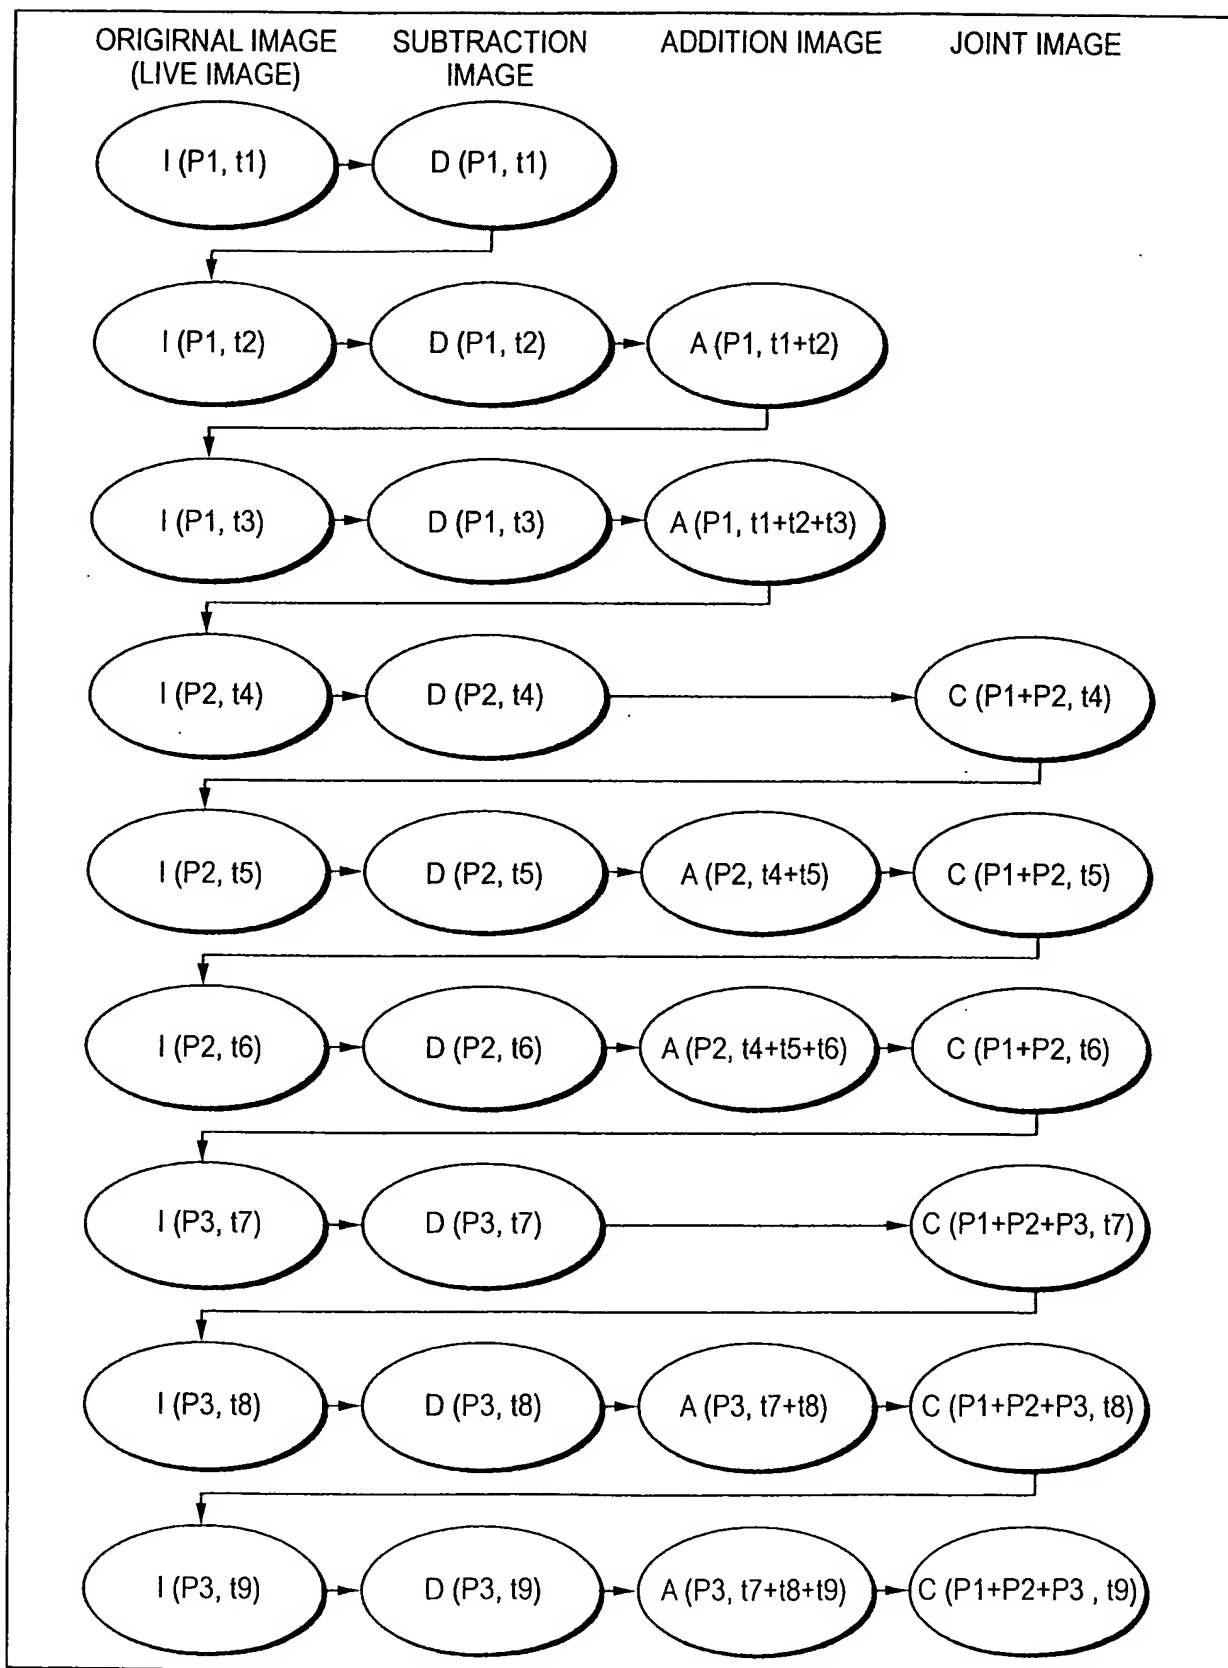 ORIGIRNAL IMAGE
(LIVE IMAGE)
SUBTRACTION
IMAGE
ADDITION IMAGE
JOINT IMAGE
I (P1, t1)
D (P1, t1)
I (P1, t2)
D (P1, t2)
A (P1, t1+t2)
I (P1, t3)
D (P1, t3)
A (P1, t1+t2+t3)
I (P2, t4)
D (P2, t4)
C (P1+P2, t4)
I (P2, t5)
D (P2, t5)
A (P2, t4+t5)
C (P1+P2, t5)
I (P2, t6)
D (P2, t6)
A (P2, t4+t5+t6)
C (P1+P2, t6)
I (P3, t7)
D (P3, t7)
C (P1+P2+P3, t7)
I (P3, t8)
D (P3, t8)
A (P3, t7+t8)
C (P1+P2+P3, t8)
I (P3, t9)
D (P3, t9)
A (P3, t7+t8+t9)
C (P1+P2+P3 , t9)